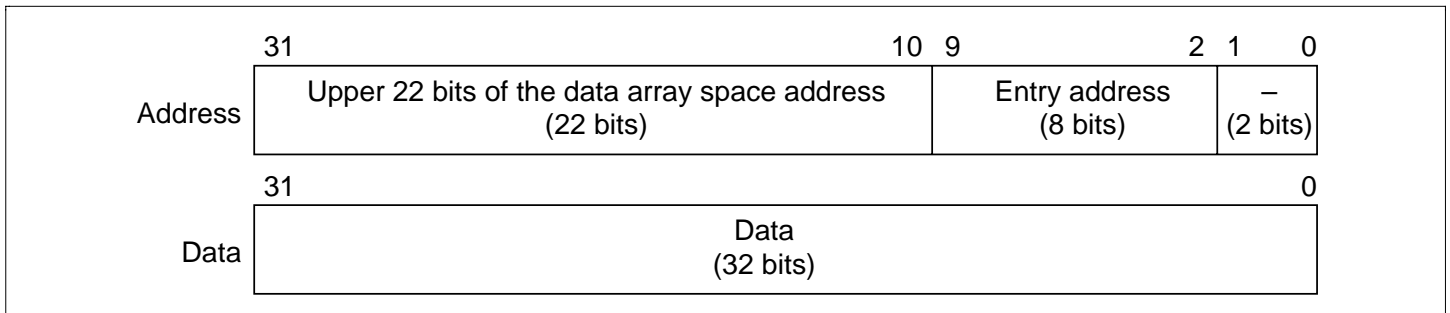 31 10 9 2 1 0
Address Upper 22 bits of the data array space address Entry address –
(22 bits) (8 bits) (2 bits)
31 0
Data Data
(32 bits)